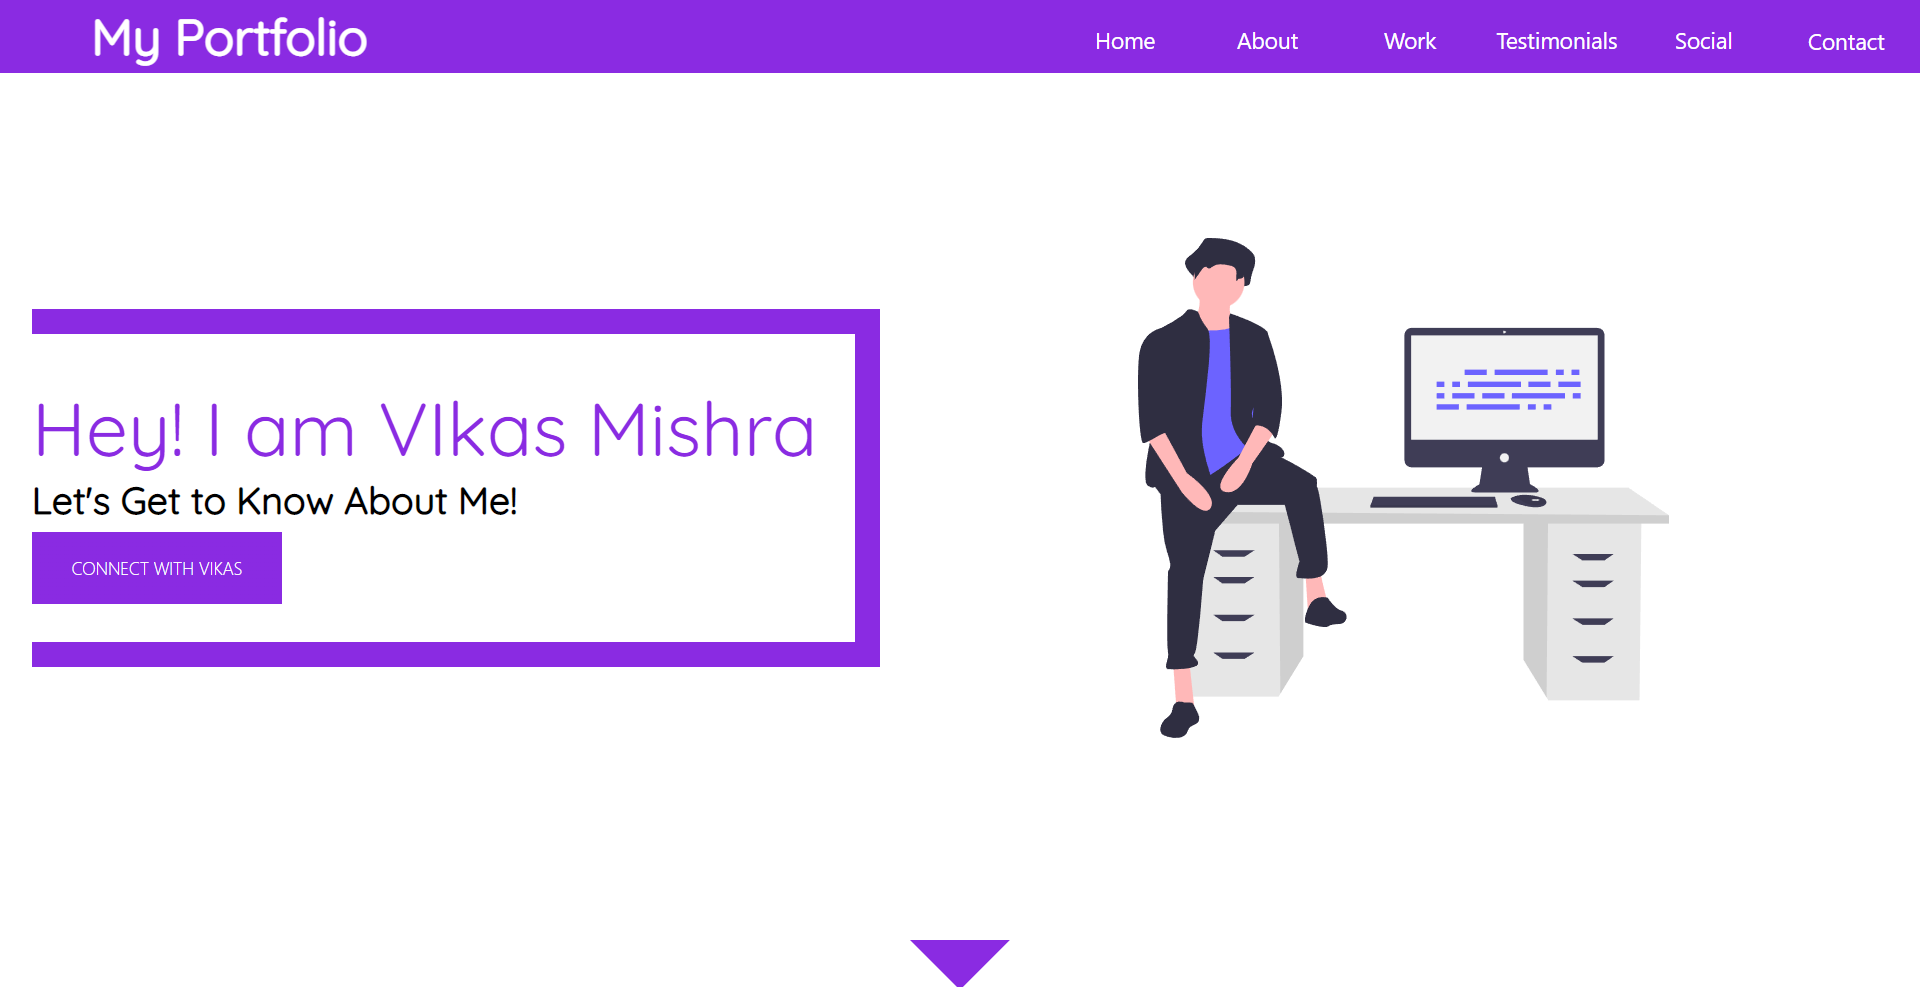 My Portfolio
Home About Work Testimonials Social Contact
Hey! I am VIkas Mishra
Let's Get to Know About Me!
CONNECT WITH VIKAS